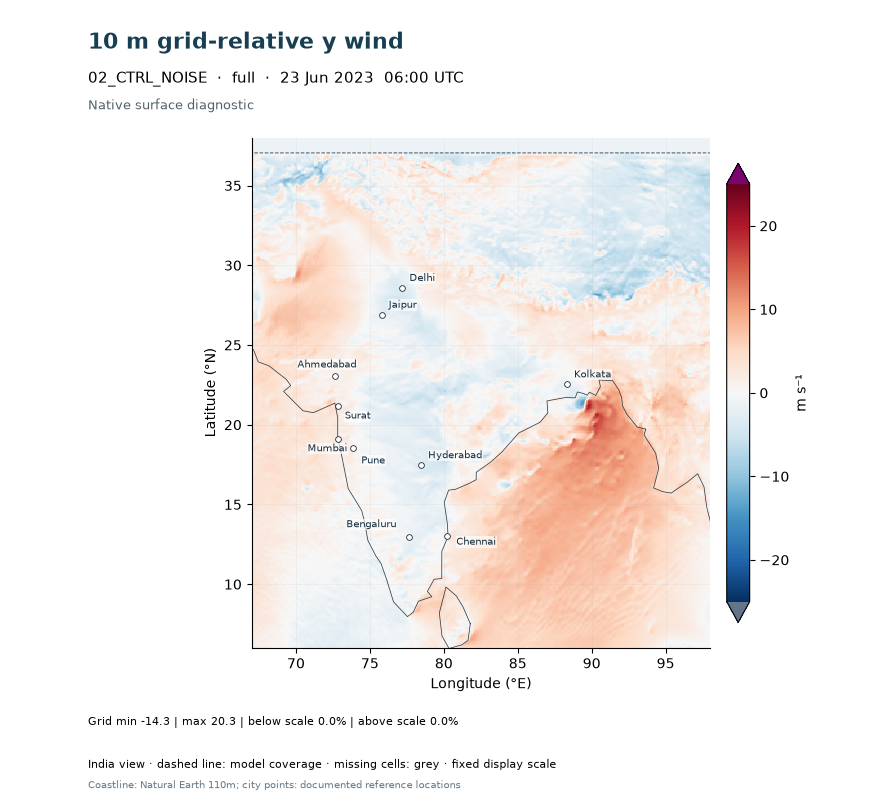 10 m grid-relative y wind
02_CTRL_NOISE · full · 23 Jun 2023 06:00 UTC
Native surface diagnostic
35
30
25
20
15
10
Latitude (°N)
70
75
80
85
90
95
Longitude (°E)
Delhi
Jaipur
Ahmedabad
Kolkata
Surat
Mumbai
Pune
Hyderabad
Bengaluru
Chennai
20
10
0
−10
−20
m s⁻¹
Grid min -14.3 | max 20.3 | below scale 0.0% | above scale 0.0%
India view · dashed line: model coverage · missing cells: grey · fixed display scale
Coastline: Natural Earth 110m; city points: documented reference locations